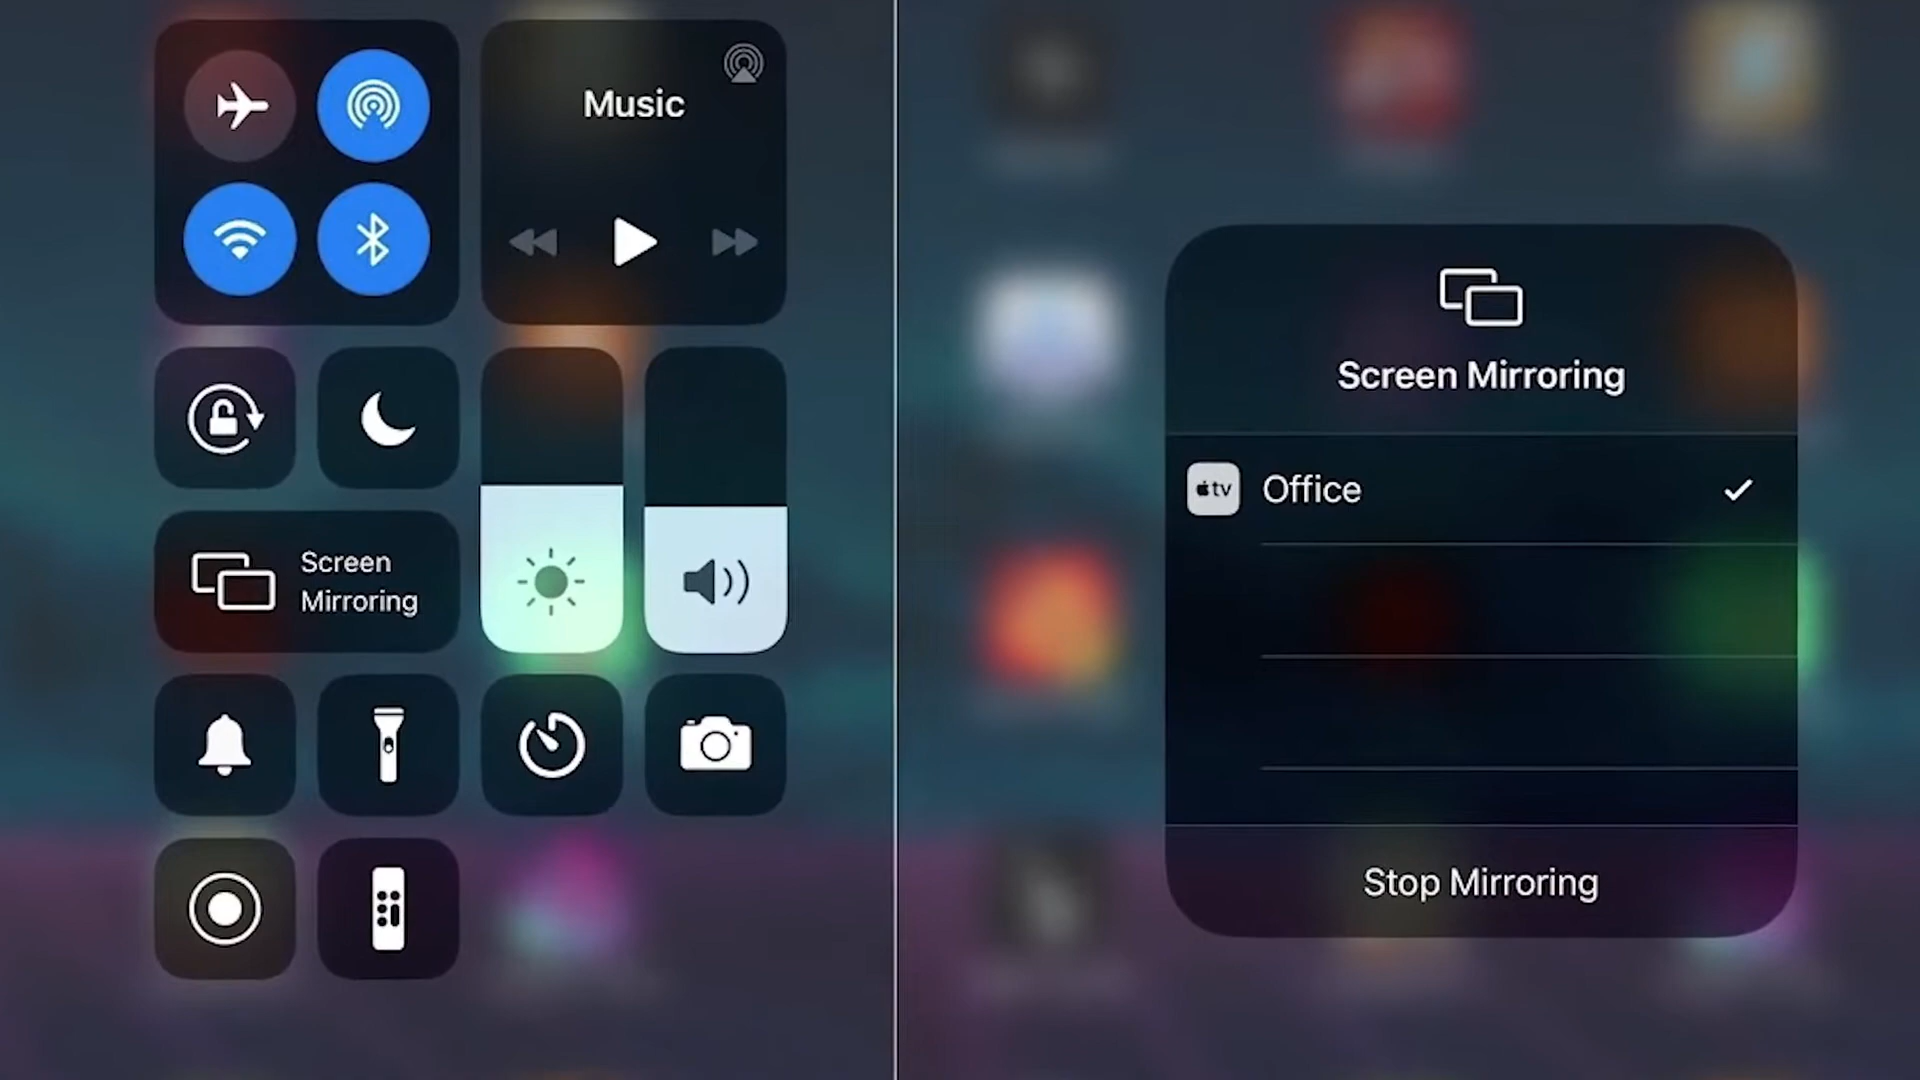 Music
Screen
Mirroring
Screen Mirroring
tv Office
Stop Mirroring